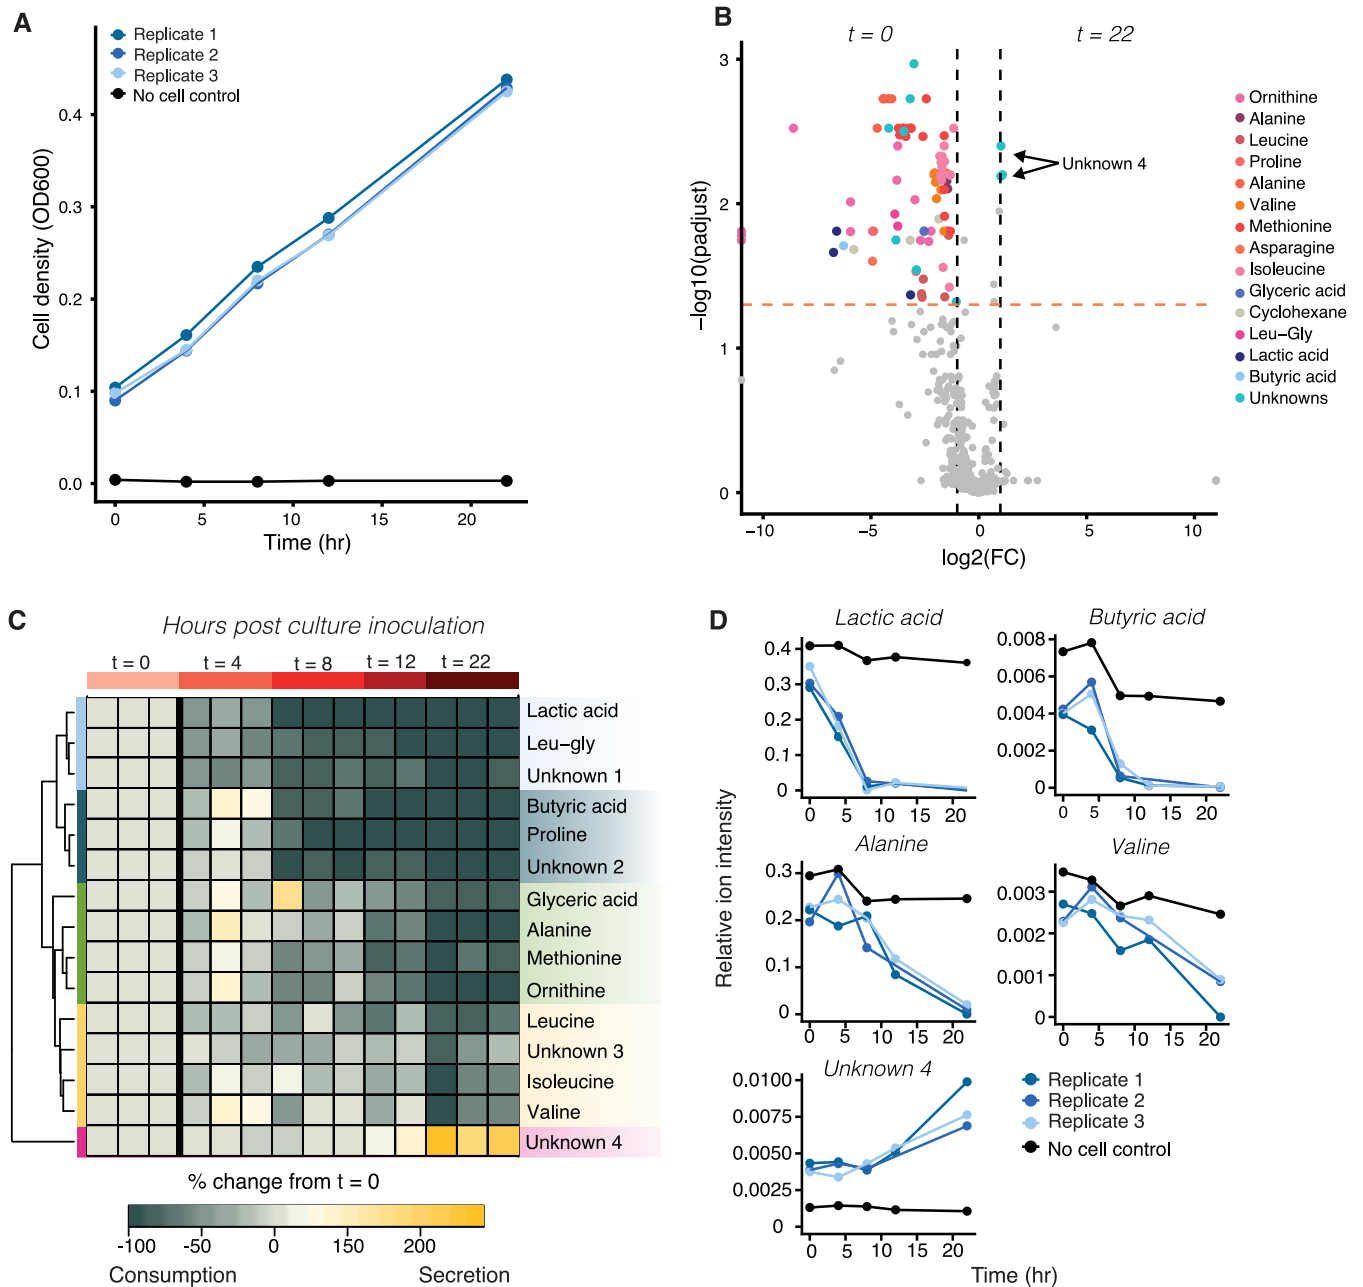 A
Replicate 1
Replicate 2
Replicate 3
No cell control
Cell density (OD600)
0.4
0.3
0.2
0.1
0.0
0
5
10
15
20
Time (hr)
B
t = 0
t = 22
−log10(padjust)
3
2
1
0
Unknown 4
−10
−5
0
5
10
log2(FC)
Ornithine
Alanine
Leucine
Proline
Alanine
Valine
Methionine
Asparagine
Isoleucine
Glyceric acid
Cyclohexane
Leu−Gly
Lactic acid
Butyric acid
Unknowns
C
Hours post culture inoculation
t = 0
t = 4
t = 8
t = 12
t = 22
Lactic acid
Leu−gly
Unknown 1
Butyric acid
Proline
Unknown 2
Glyceric acid
Alanine
Methionine
Ornithine
Leucine
Unknown 3
Isoleucine
Valine
Unknown 4
% change from t = 0
-100
-50
0
150
200
Consumption
Secretion
D
Relative ion intensity
Lactic acid
0.4
0.3
0.2
0.1
0
0
5
10
15
20
Butyric acid
0.008
0.006
0.004
0.002
0
0
5
10
15
20
Alanine
0.3
0.2
0.1
0
0
5
10
15
20
Valine
0.003
0.002
0.001
0
0
5
10
15
20
Unknown 4
0.0100
0.0075
0.0050
0.0025
0
0
5
10
15
20
Time (hr)
Replicate 1
Replicate 2
Replicate 3
No cell control